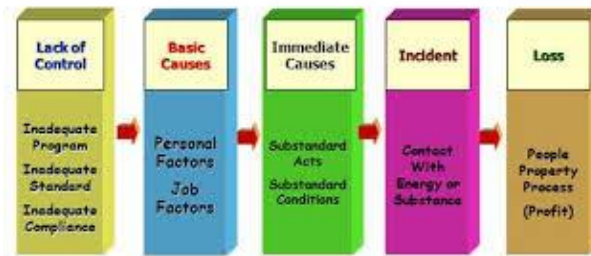 Lack of
Control
Inadequate
Program
Inadequate
Standard
Inadequate
Compliance
Basic
Causes
Personal
Factors
Job
Factors
Immediate
Causes
Substandard
Acts
Substandard
Conditions
Incident
Contact
With
Energy or
Substance
Loss
People
Property
Process
(Profit)